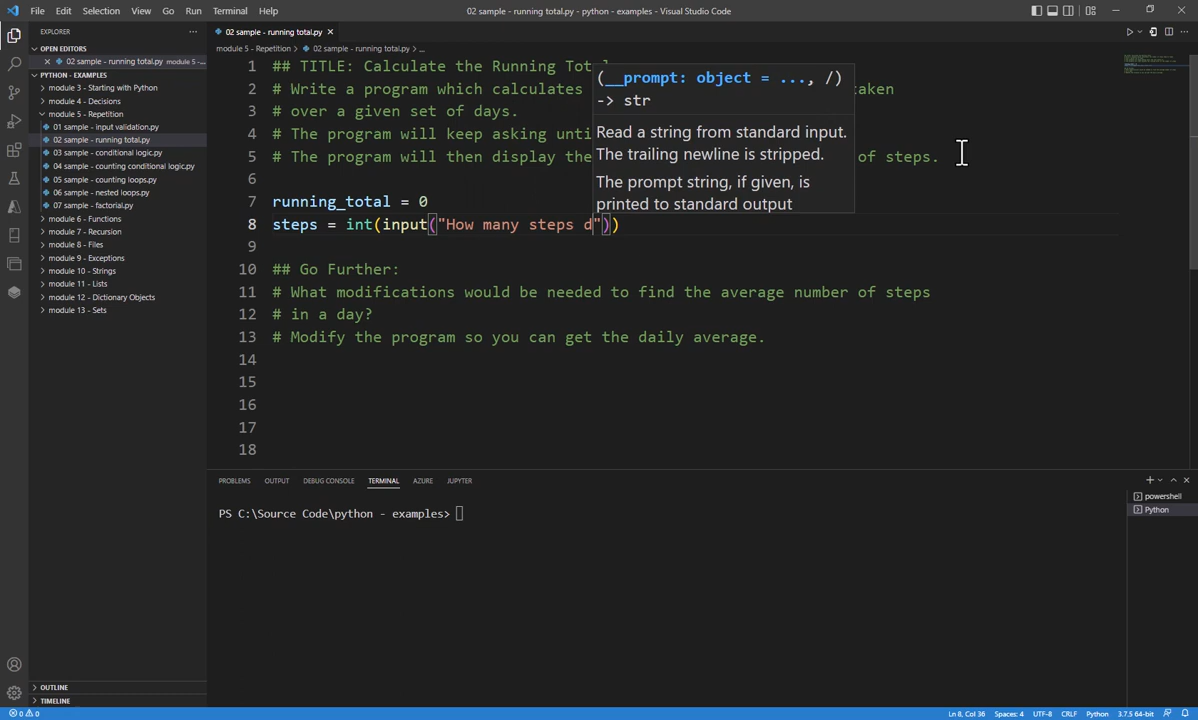 File Edit Selection View Go Run Terminal Help 02 sample - running total.py - python - examples - Visual Studio Code
EXPLORER
OPEN EDITORS
02 sample - running total.py module 5 -...
PYTHON - EXAMPLES
module 3 - Starting with Python
module 4 - Decisions
module 5 - Repetition
01 sample - input validation.py
02 sample - running total.py
03 sample - conditional logic.py
04 sample - counting conditional logic.py
05 sample - counting loops.py
06 sample - nested loops.py
07 sample - factorial.py
module 6 - Functions
module 7 - Recursion
module 8 - Files
module 9 - Exceptions
module 10 - Strings
module 11 - Lists
module 12 - Dictionary Objects
module 13 - Sets
OUTLINE
TIMELINE
02 sample - running total.py
module 5 - Repetition > 02 sample - running total.py > ...
1 ## TITLE: Calculate the Running Total
2 # Write a program which calculates taken
3 # over a given set of days.
4 # The program will keep asking unti
5 # The program will then display the of steps.
6
7 running_total = 0
8 steps = int(input("How many steps d"))
9
10 ## Go Further:
11 # What modifications would be needed to find the average number of steps
12 # in a day?
13 # Modify the program so you can get the daily average.
14
15
16
17
18
(__prompt: object = ..., /)
-> str
Read a string from standard input.
The trailing newline is stripped.
The prompt string, if given, is
printed to standard output
PROBLEMS OUTPUT DEBUG CONSOLE TERMINAL AZURE JUPYTER
PS C:\Source Code\python - examples>
powershell
Python
0 0 Ln 8, Col 36 Spaces: 4 UTF-8 CRLF Python 3.7.5 64-bit